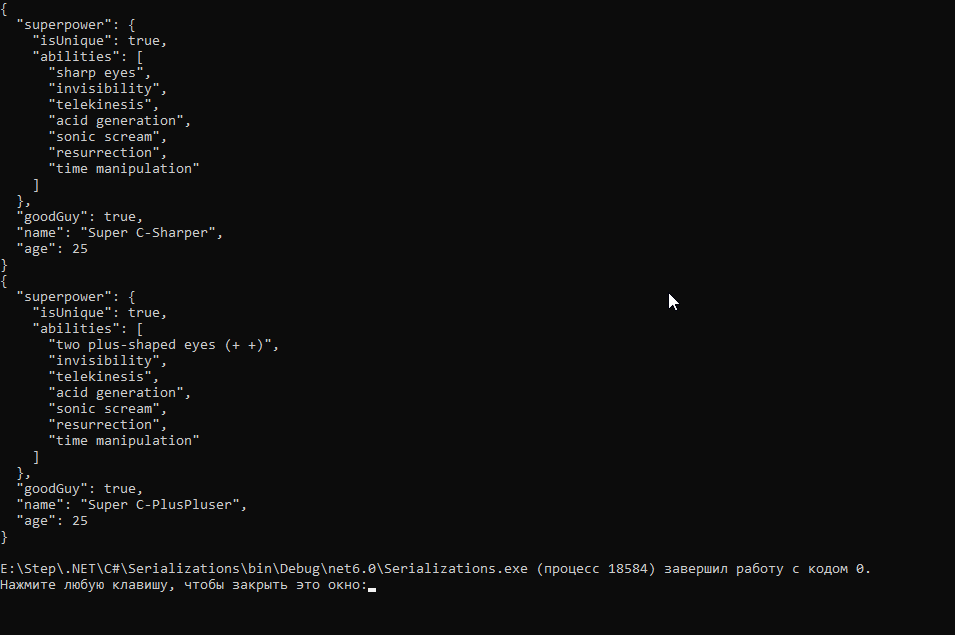 {
  "superpower": {
    "isUnique": true,
    "abilities": [
      "sharp eyes",
      "invisibility",
      "telekinesis",
      "acid generation",
      "sonic scream",
      "resurrection",
      "time manipulation"
    ]
  },
  "goodGuy": true,
  "name": "Super C-Sharper",
  "age": 25
}
{
  "superpower": {
    "isUnique": true,
    "abilities": [
      "two plus-shaped eyes (+ +)",
      "invisibility",
      "telekinesis",
      "acid generation",
      "sonic scream",
      "resurrection",
      "time manipulation"
    ]
  },
  "goodGuy": true,
  "name": "Super C-PlusPluser",
  "age": 25
}
E:\Step\.NET\C#\Serializations\bin\Debug\net6.0\Serializations.exe (процесс 18584) завершил работу с кодом 0.
Нажмите любую клавишу, чтобы закрыть это окно: